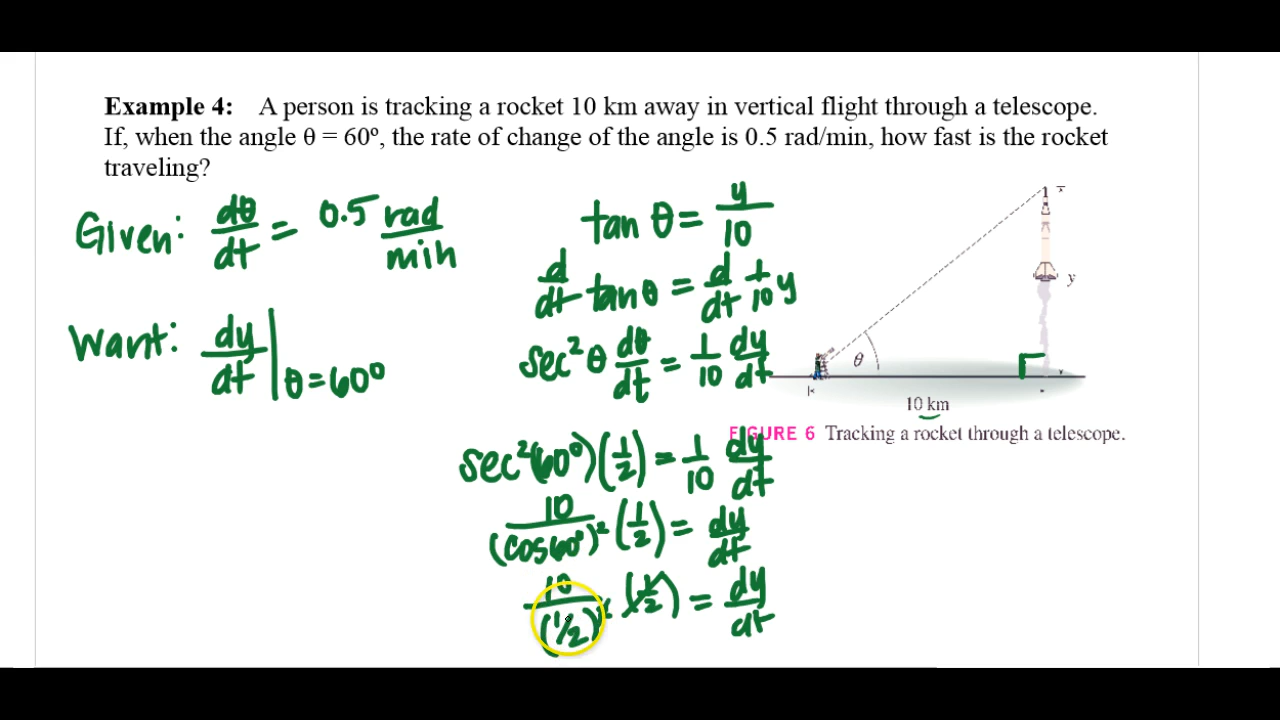 Example 4: A person is tracking a rocket 10 km away in vertical flight through a telescope.
If, when the angle θ = 60º, the rate of change of the angle is 0.5 rad/min, how fast is the rocket
traveling?
Given: dθ/dt = 0.5 rad/min
Want: dy/dt | θ=60°
tan θ = y/10
d/dt tan θ = d/dt 1/10 y
sec² θ dθ/dt = 1/10 dy/dt
sec²(60°)(1/2) = 1/10 dy/dt
10/(cos60°)² (1/2) = dy/dt
10/(1/2)² (1/2) = dy/dt
y
θ
10 km
FIGURE 6 Tracking a rocket through a telescope.